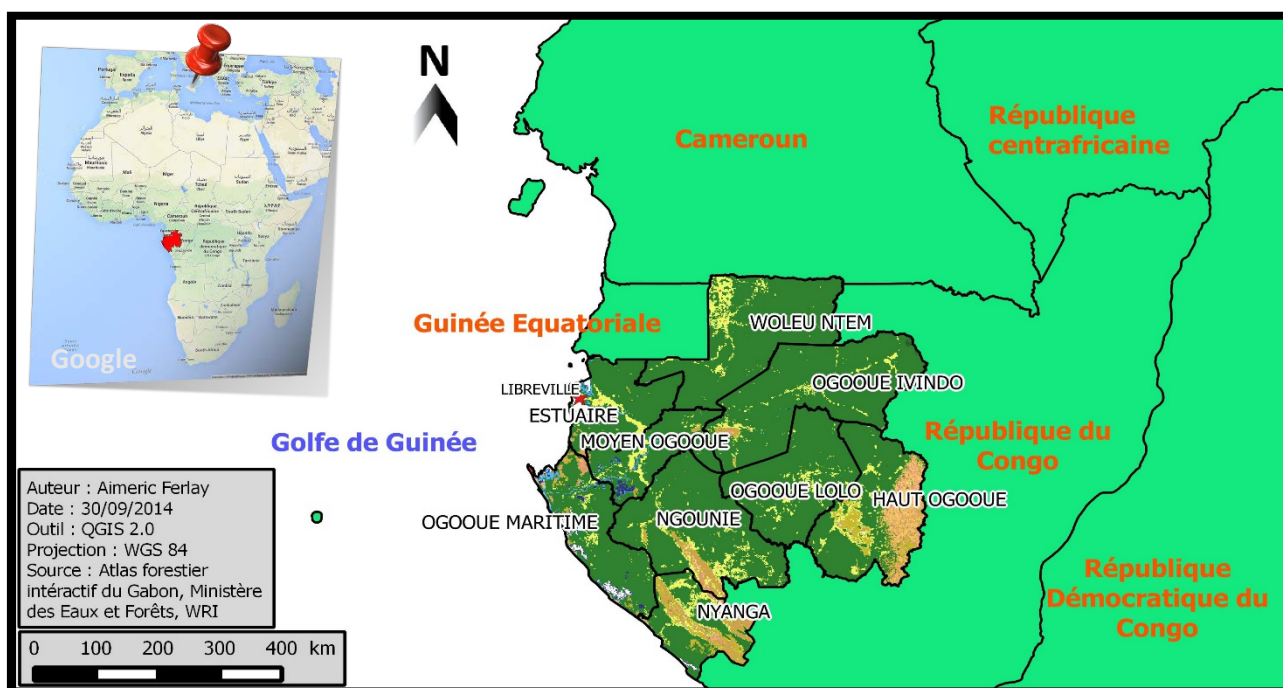 N
Cameroun
République
centrafricaine
Guinée Equatoriale
WOLEU NTEM
LIBREVILLE
OGOOUE IVINDO
ESTUAIRE
Golfe de Guinée
MOYEN OGOOUE
République du
Congo
OGOOUE LOLO
HAUT OGOOUE
OGOOUE MARITIME
NGOUNIE
NYANGA
République
Démocratique du
Congo
Google
Auteur : Aimeric Ferlay
Date : 30/09/2014
Outil : QGIS 2.0
Projection : WGS 84
Source : Atlas forestier
intéractif du Gabon, Ministère
des Eaux et Forêts, WRI
0 100 200 300 400 km